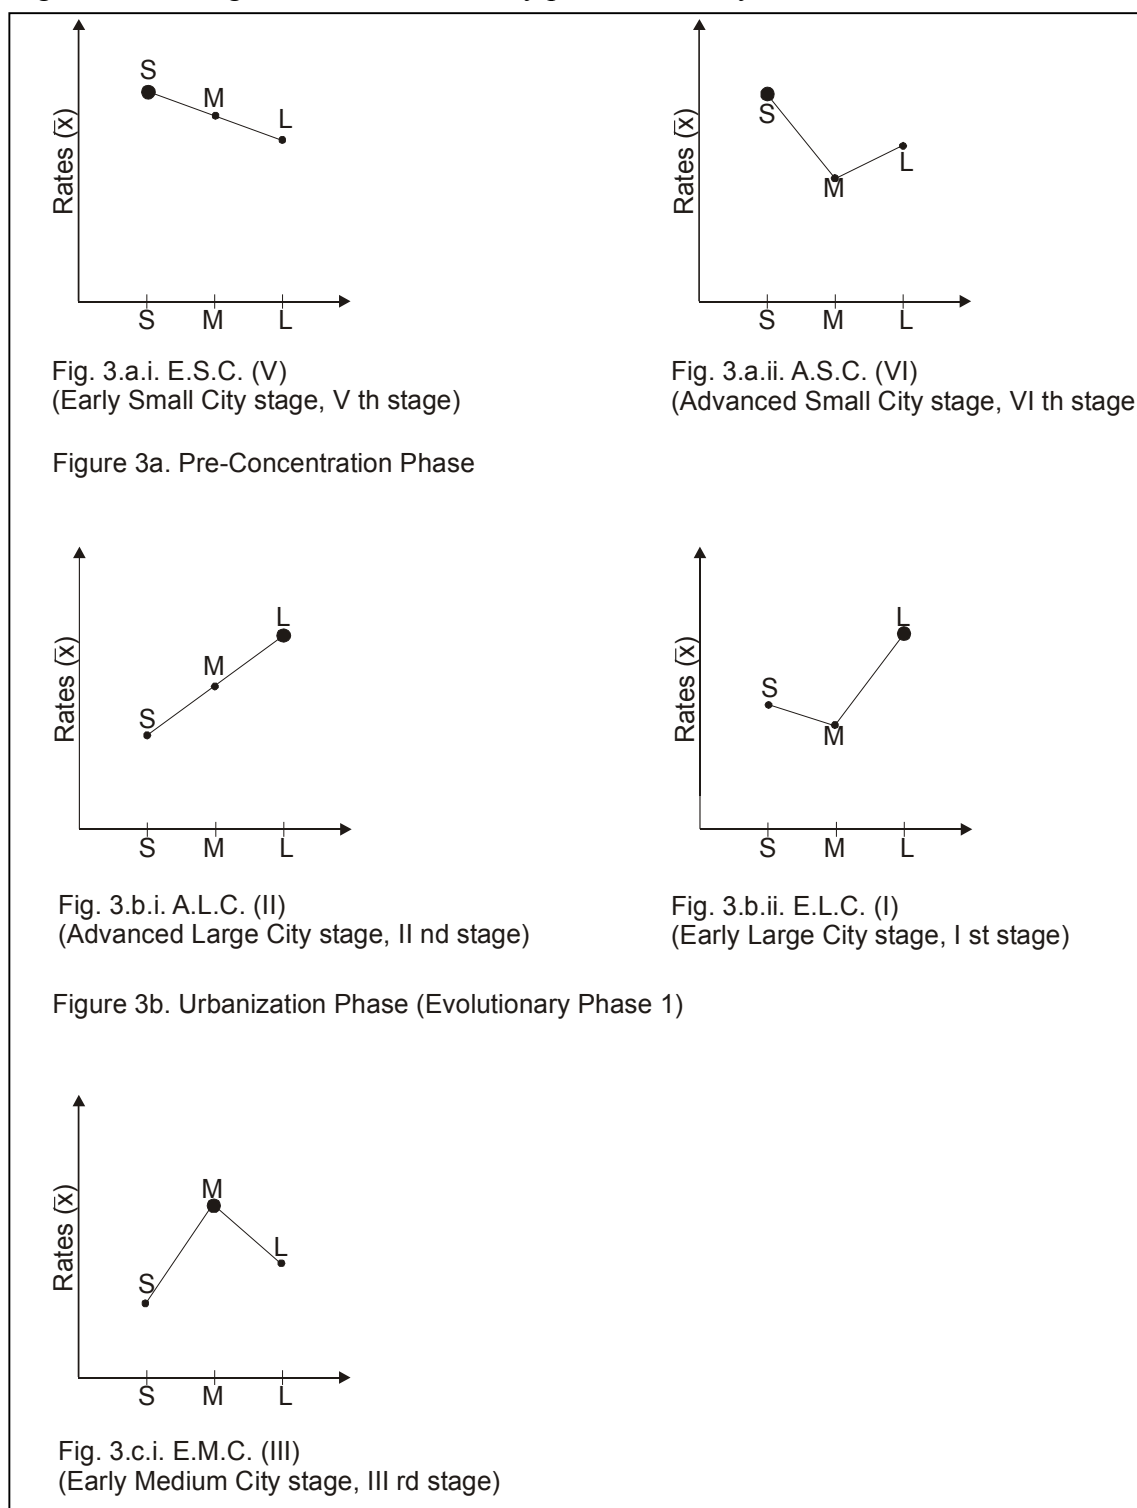 S
M
L
Rates (x̅)
S M L
Fig. 3.a.i. E.S.C. (V)
(Early Small City stage, V th stage)
S
M
L
Rates (x̅)
S M L
Fig. 3.a.ii. A.S.C. (VI)
(Advanced Small City stage, VI th stage
Figure 3a. Pre-Concentration Phase
L
M
S
Rates (x̅)
S M L
Fig. 3.b.i. A.L.C. (II)
(Advanced Large City stage, II nd stage)
L
S
M
Rates (x̅)
S M L
Fig. 3.b.ii. E.L.C. (I)
(Early Large City stage, I st stage)
Figure 3b. Urbanization Phase (Evolutionary Phase 1)
M
L
S
Rates (x̅)
S M L
Fig. 3.c.i. E.M.C. (III)
(Early Medium City stage, III rd stage)